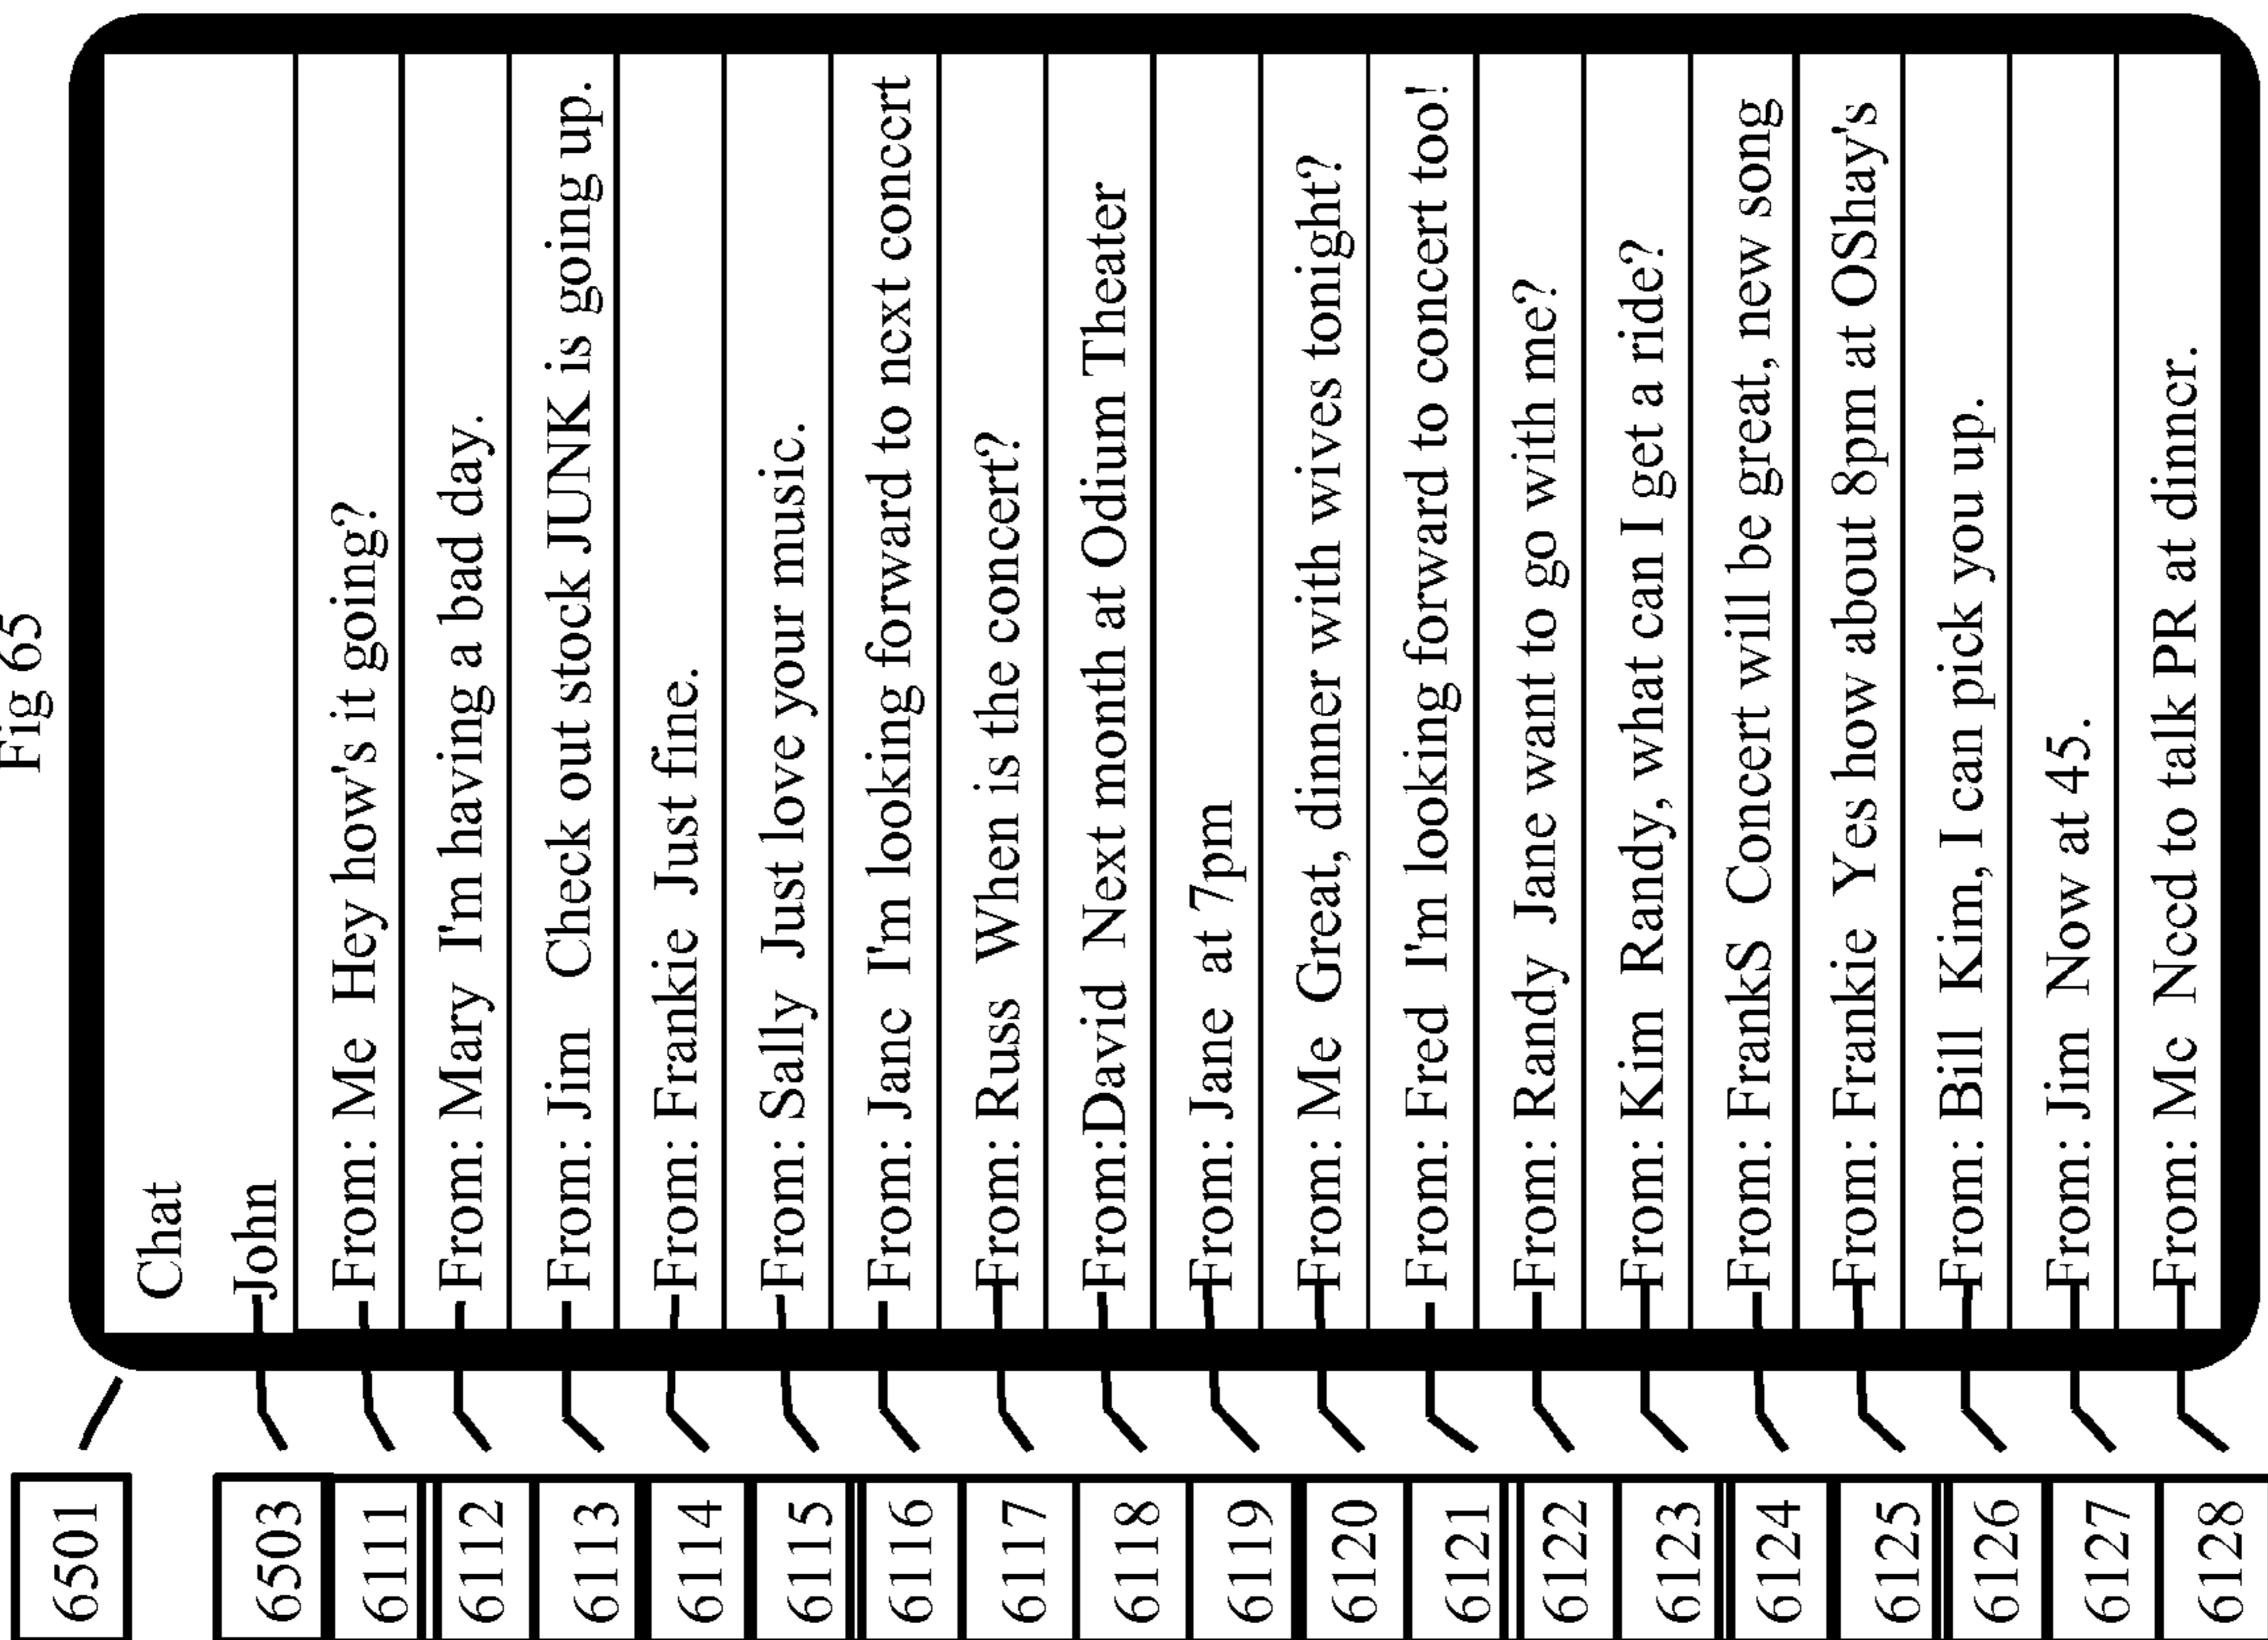 Fig 65
6501
Chat
6503 John
6111 From: Me Hey how's it going?
6112 From: Mary I'm having a bad day.
6113 From: Jim Check out stock JUNK is going up.
6114 From: Frankie Just fine.
6115 From: Sally Just love your music.
6116 From: Jane I'm looking forward to next concert
6117 From: Russ When is the concert?
6118 From:David Next month at Odium Theater
6119 From: Jane at 7pm
6120 From: Me Great, dinner with wives tonight?
6121 From: Fred I'm looking forward to concert too!
6122 From: Randy Jane want to go with me?
6123 From: Kim Randy, what can I get a ride?
6124 From: FrankS Concert will be great, new song
6125 From: Frankie Yes how about 8pm at OShay's
6126 From: Bill Kim, I can pick you up.
6127 From: Jim Now at 45.
6128 From: Me Need to talk PR at dinner.